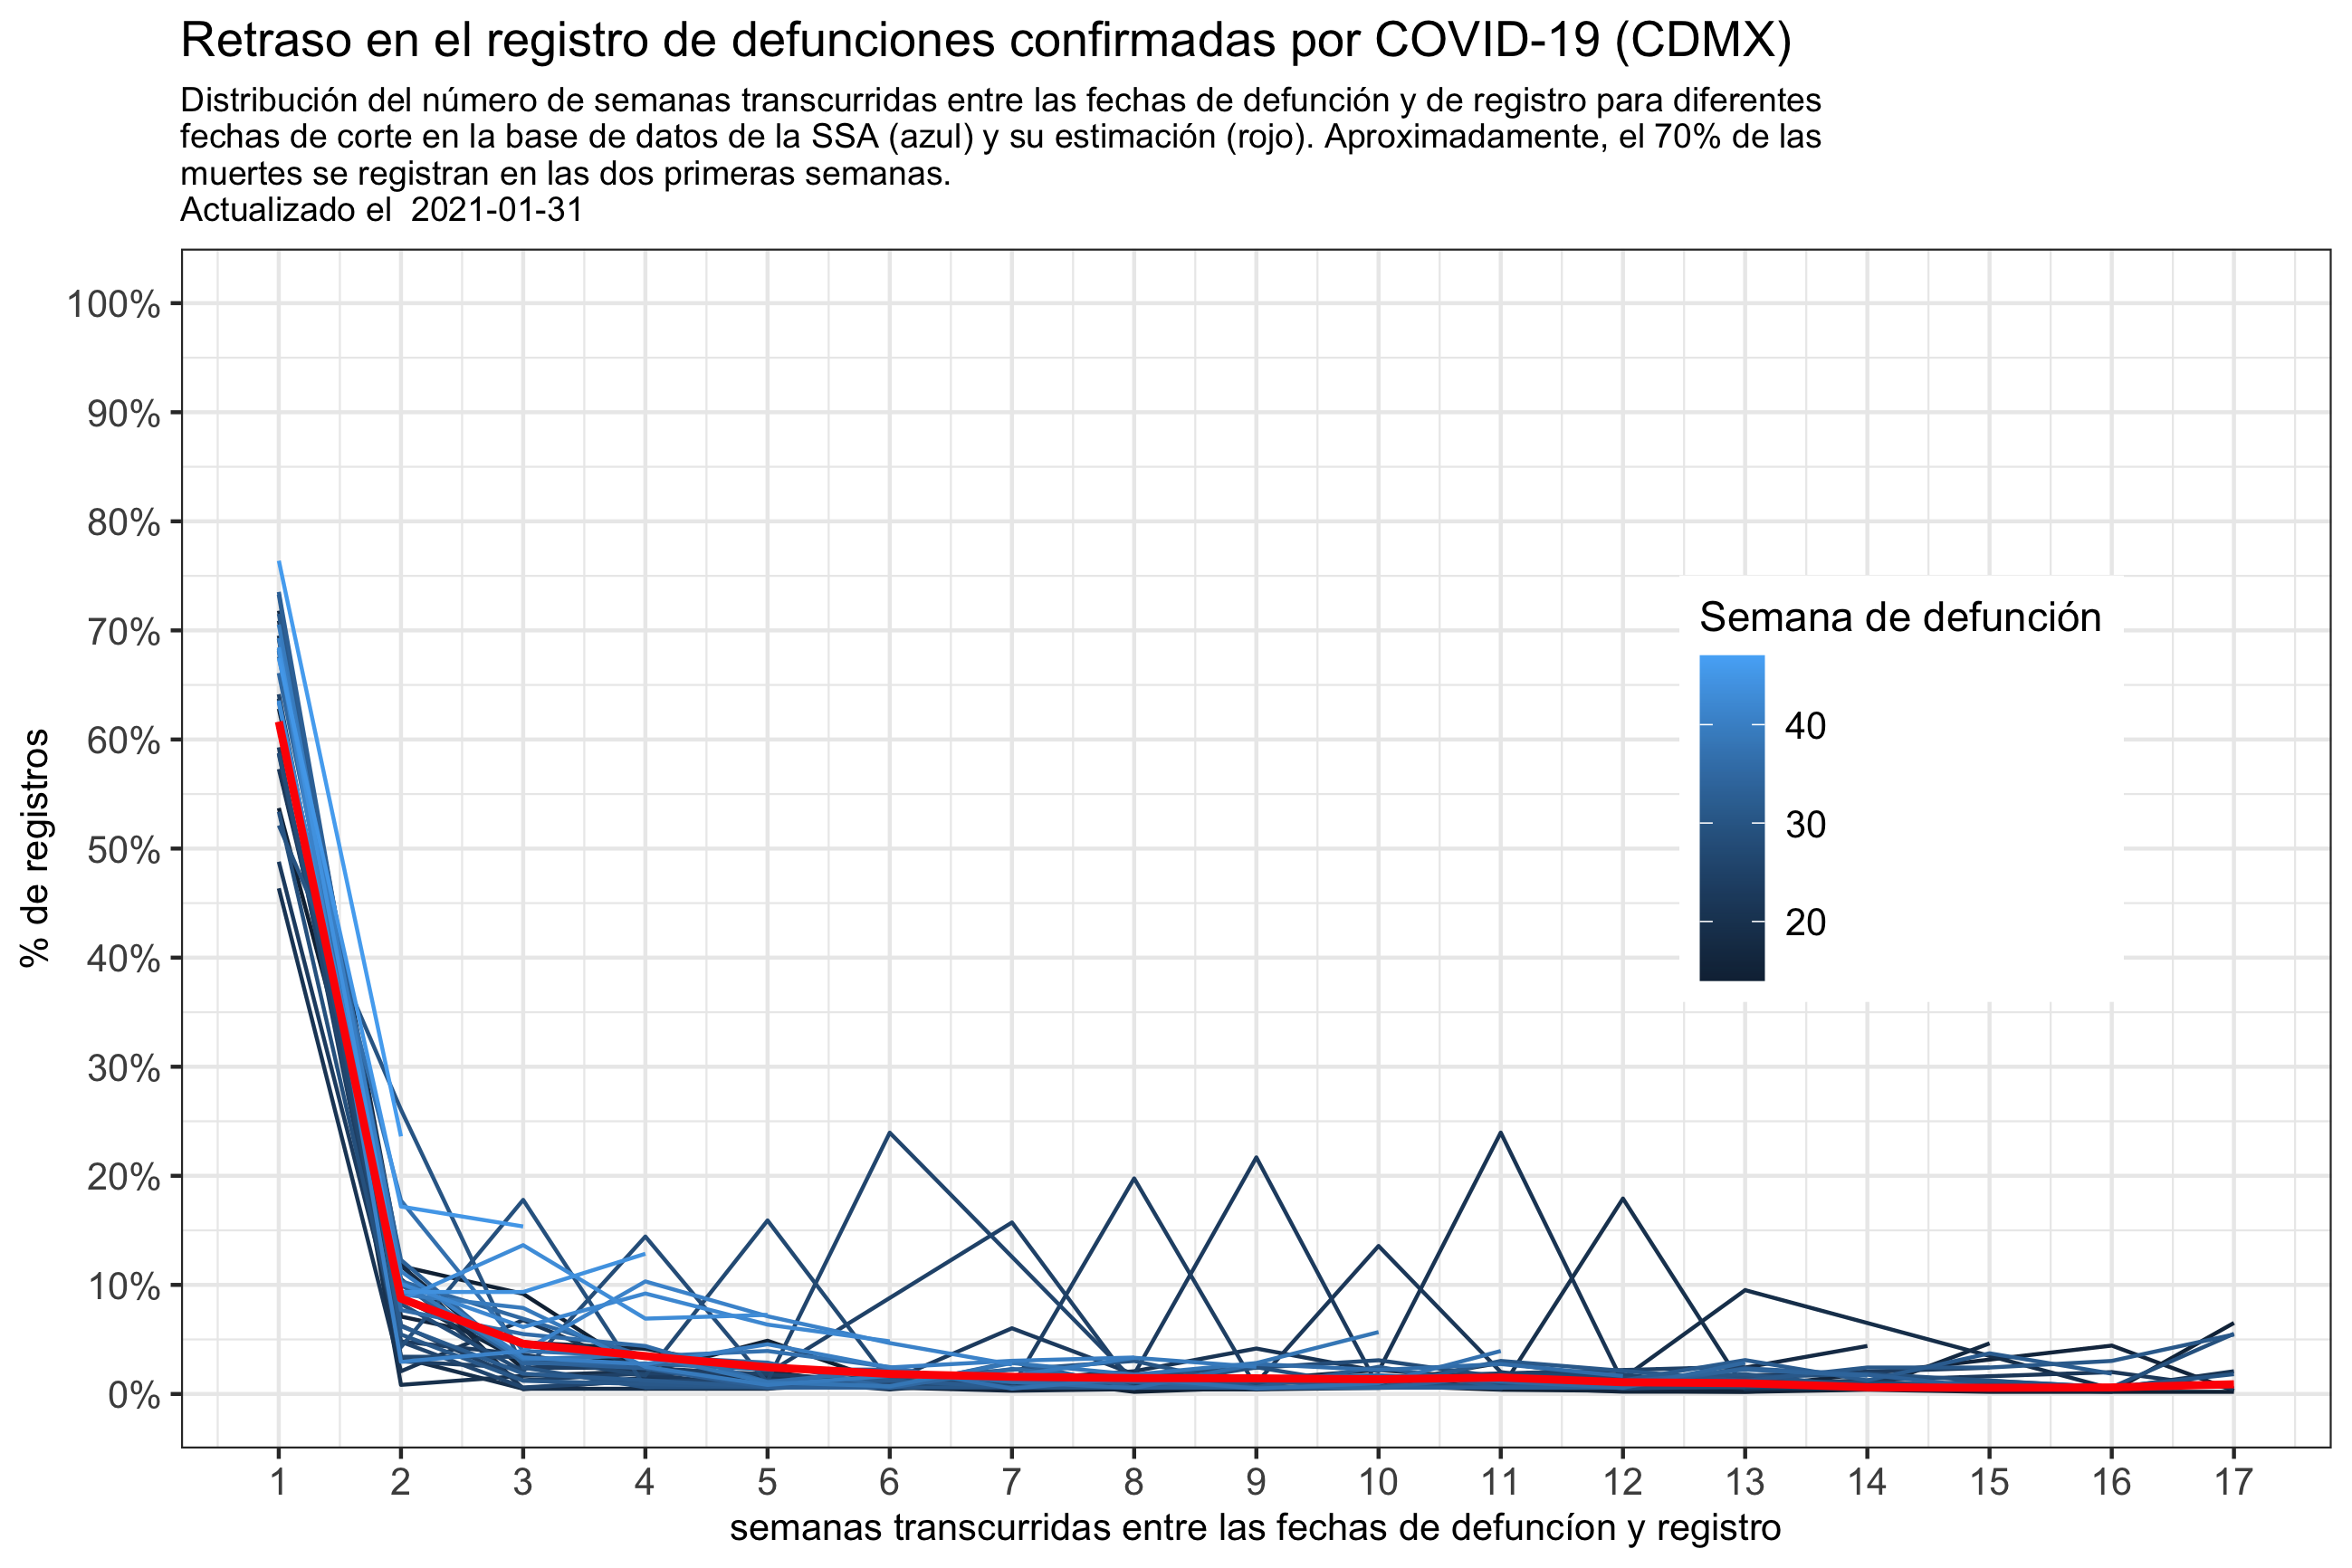 Retraso en el registro de defunciones confirmadas por COVID-19 (CDMX)
Distribución del número de semanas transcurridas entre las fechas de defunción y de registro para diferentes
fechas de corte en la base de datos de la SSA (azul) y su estimación (rojo). Aproximadamente, el 70% de las
muertes se registran en las dos primeras semanas.
Actualizado el  2021-01-31
% de registros
100%
90%
80%
70%
60%
50%
40%
30%
20%
10%
0%
Semana de defunción
40
30
20
1 2 3 4 5 6 7 8 9 10 11 12 13 14 15 16 17
semanas transcurridas entre las fechas de defuncíon y registro